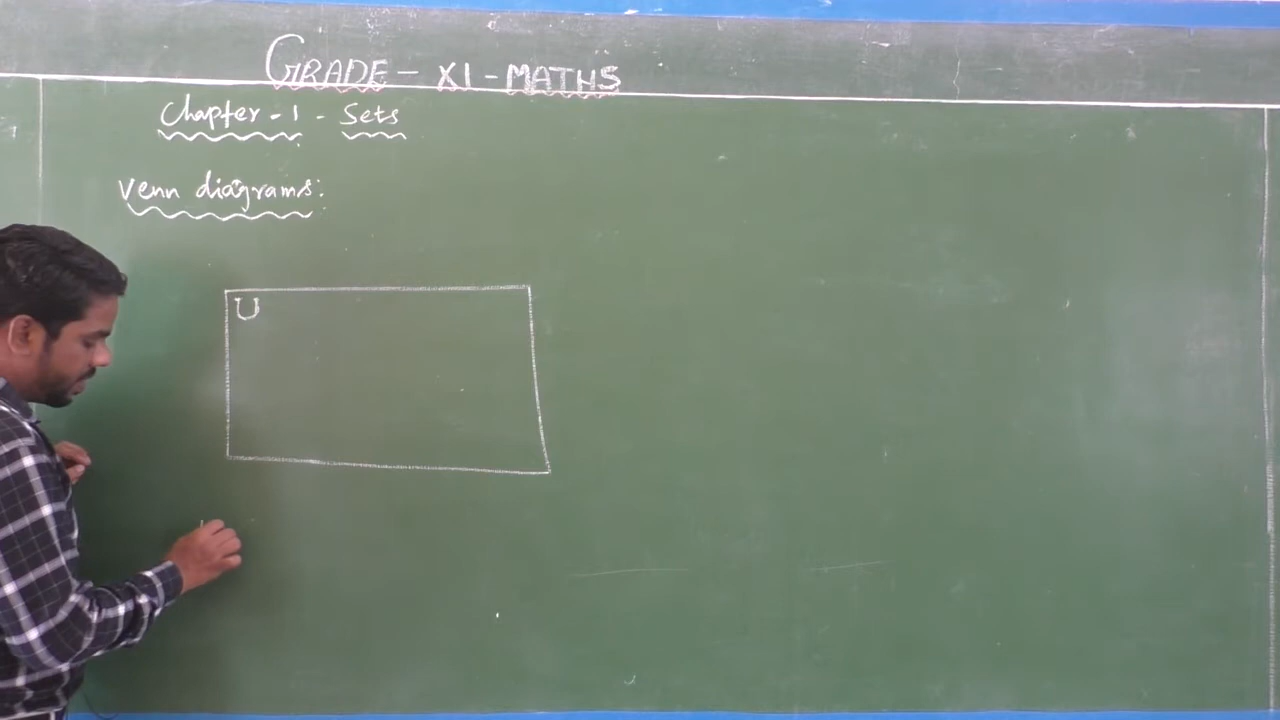 GRADE - XI - MATHS
Chapter - 1 - Sets
Venn diagrams:
U